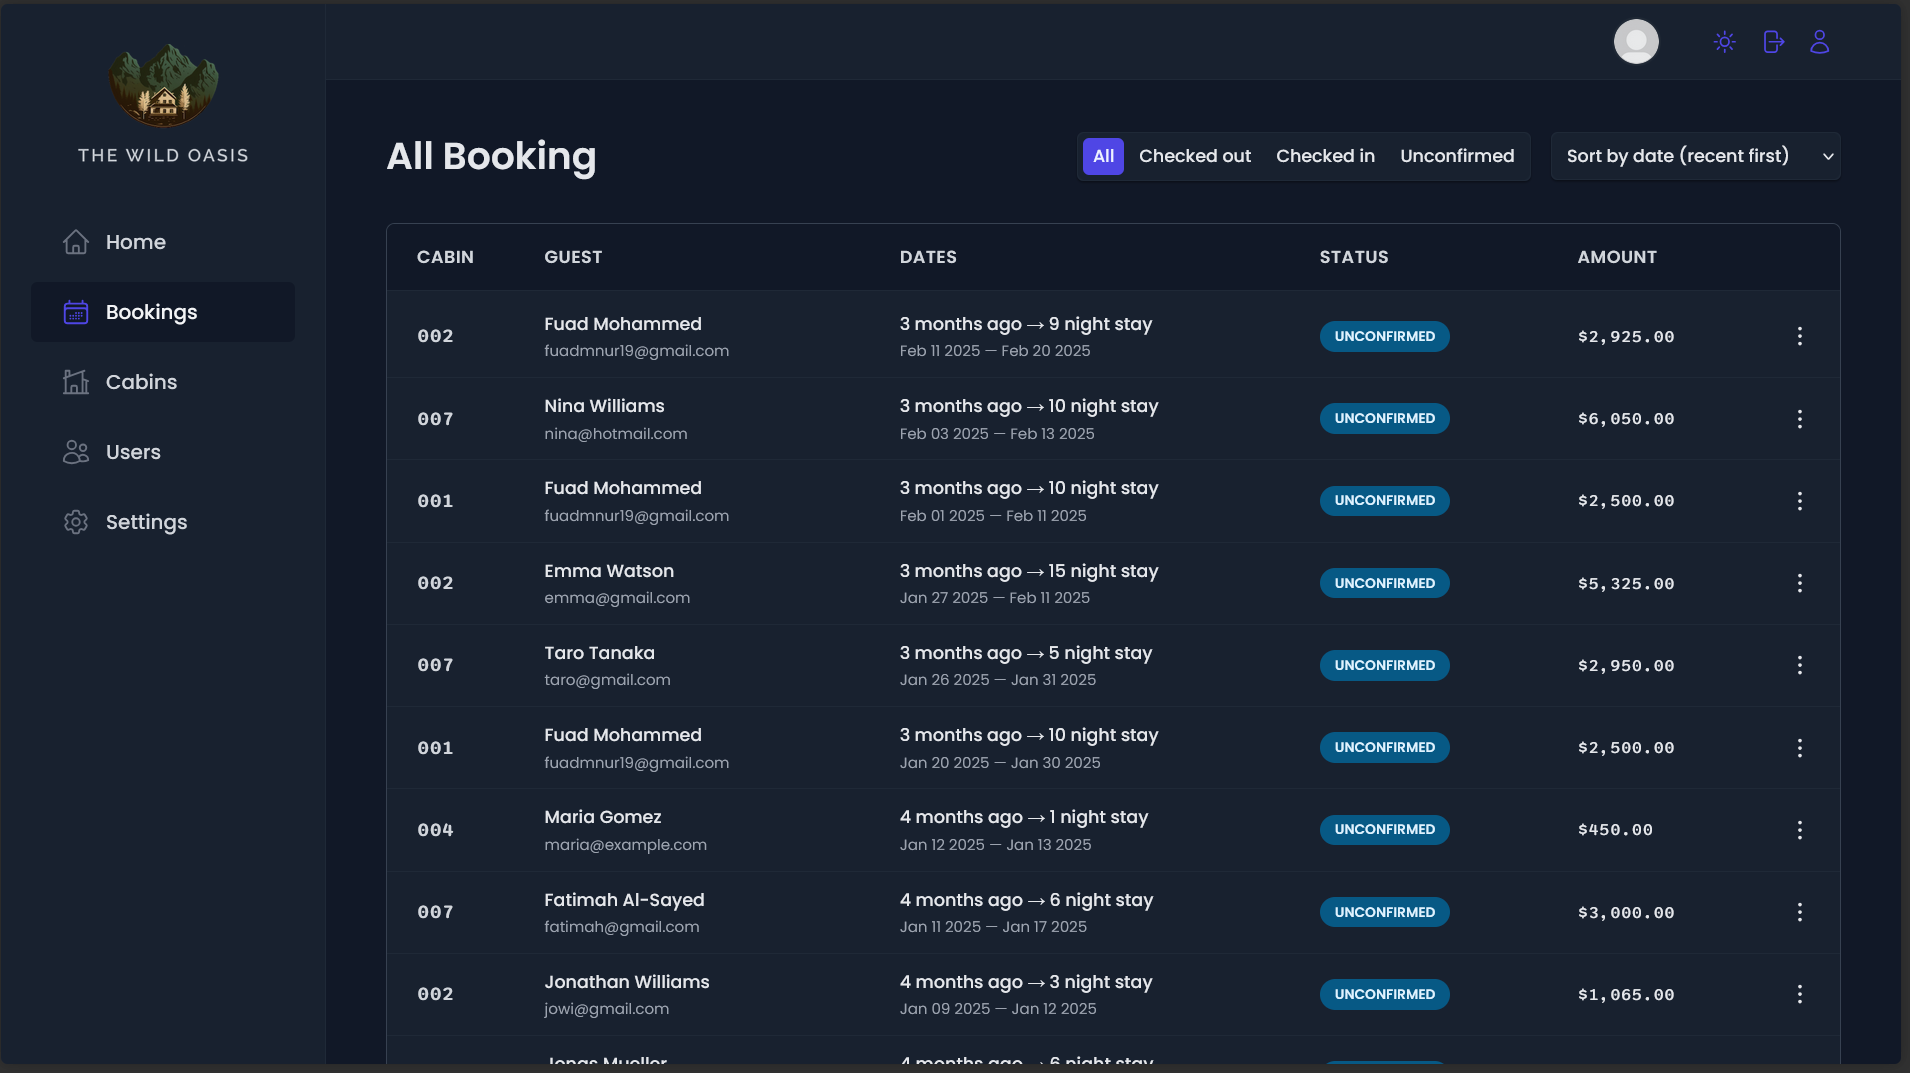 THE WILD OASIS
Home
Bookings
Cabins
Users
Settings
All Booking
All Checked out Checked in Unconfirmed
Sort by date (recent first)
CABIN GUEST DATES STATUS AMOUNT
002 Fuad Mohammed 3 months ago → 9 night stay UNCONFIRMED $2,925.00
fuadmnur19@gmail.com Feb 11 2025 — Feb 20 2025
007 Nina Williams 3 months ago → 10 night stay UNCONFIRMED $6,050.00
nina@hotmail.com Feb 03 2025 — Feb 13 2025
001 Fuad Mohammed 3 months ago → 10 night stay UNCONFIRMED $2,500.00
fuadmnur19@gmail.com Feb 01 2025 — Feb 11 2025
002 Emma Watson 3 months ago → 15 night stay UNCONFIRMED $5,325.00
emma@gmail.com Jan 27 2025 — Feb 11 2025
007 Taro Tanaka 3 months ago → 5 night stay UNCONFIRMED $2,950.00
taro@gmail.com Jan 26 2025 — Jan 31 2025
001 Fuad Mohammed 3 months ago → 10 night stay UNCONFIRMED $2,500.00
fuadmnur19@gmail.com Jan 20 2025 — Jan 30 2025
004 Maria Gomez 4 months ago → 1 night stay UNCONFIRMED $450.00
maria@example.com Jan 12 2025 — Jan 13 2025
007 Fatimah Al-Sayed 4 months ago → 6 night stay UNCONFIRMED $3,000.00
fatimah@gmail.com Jan 11 2025 — Jan 17 2025
002 Jonathan Williams 4 months ago → 3 night stay UNCONFIRMED $1,065.00
jowi@gmail.com Jan 09 2025 — Jan 12 2025
Jonas Mueller 4 months ago → 6 night stay